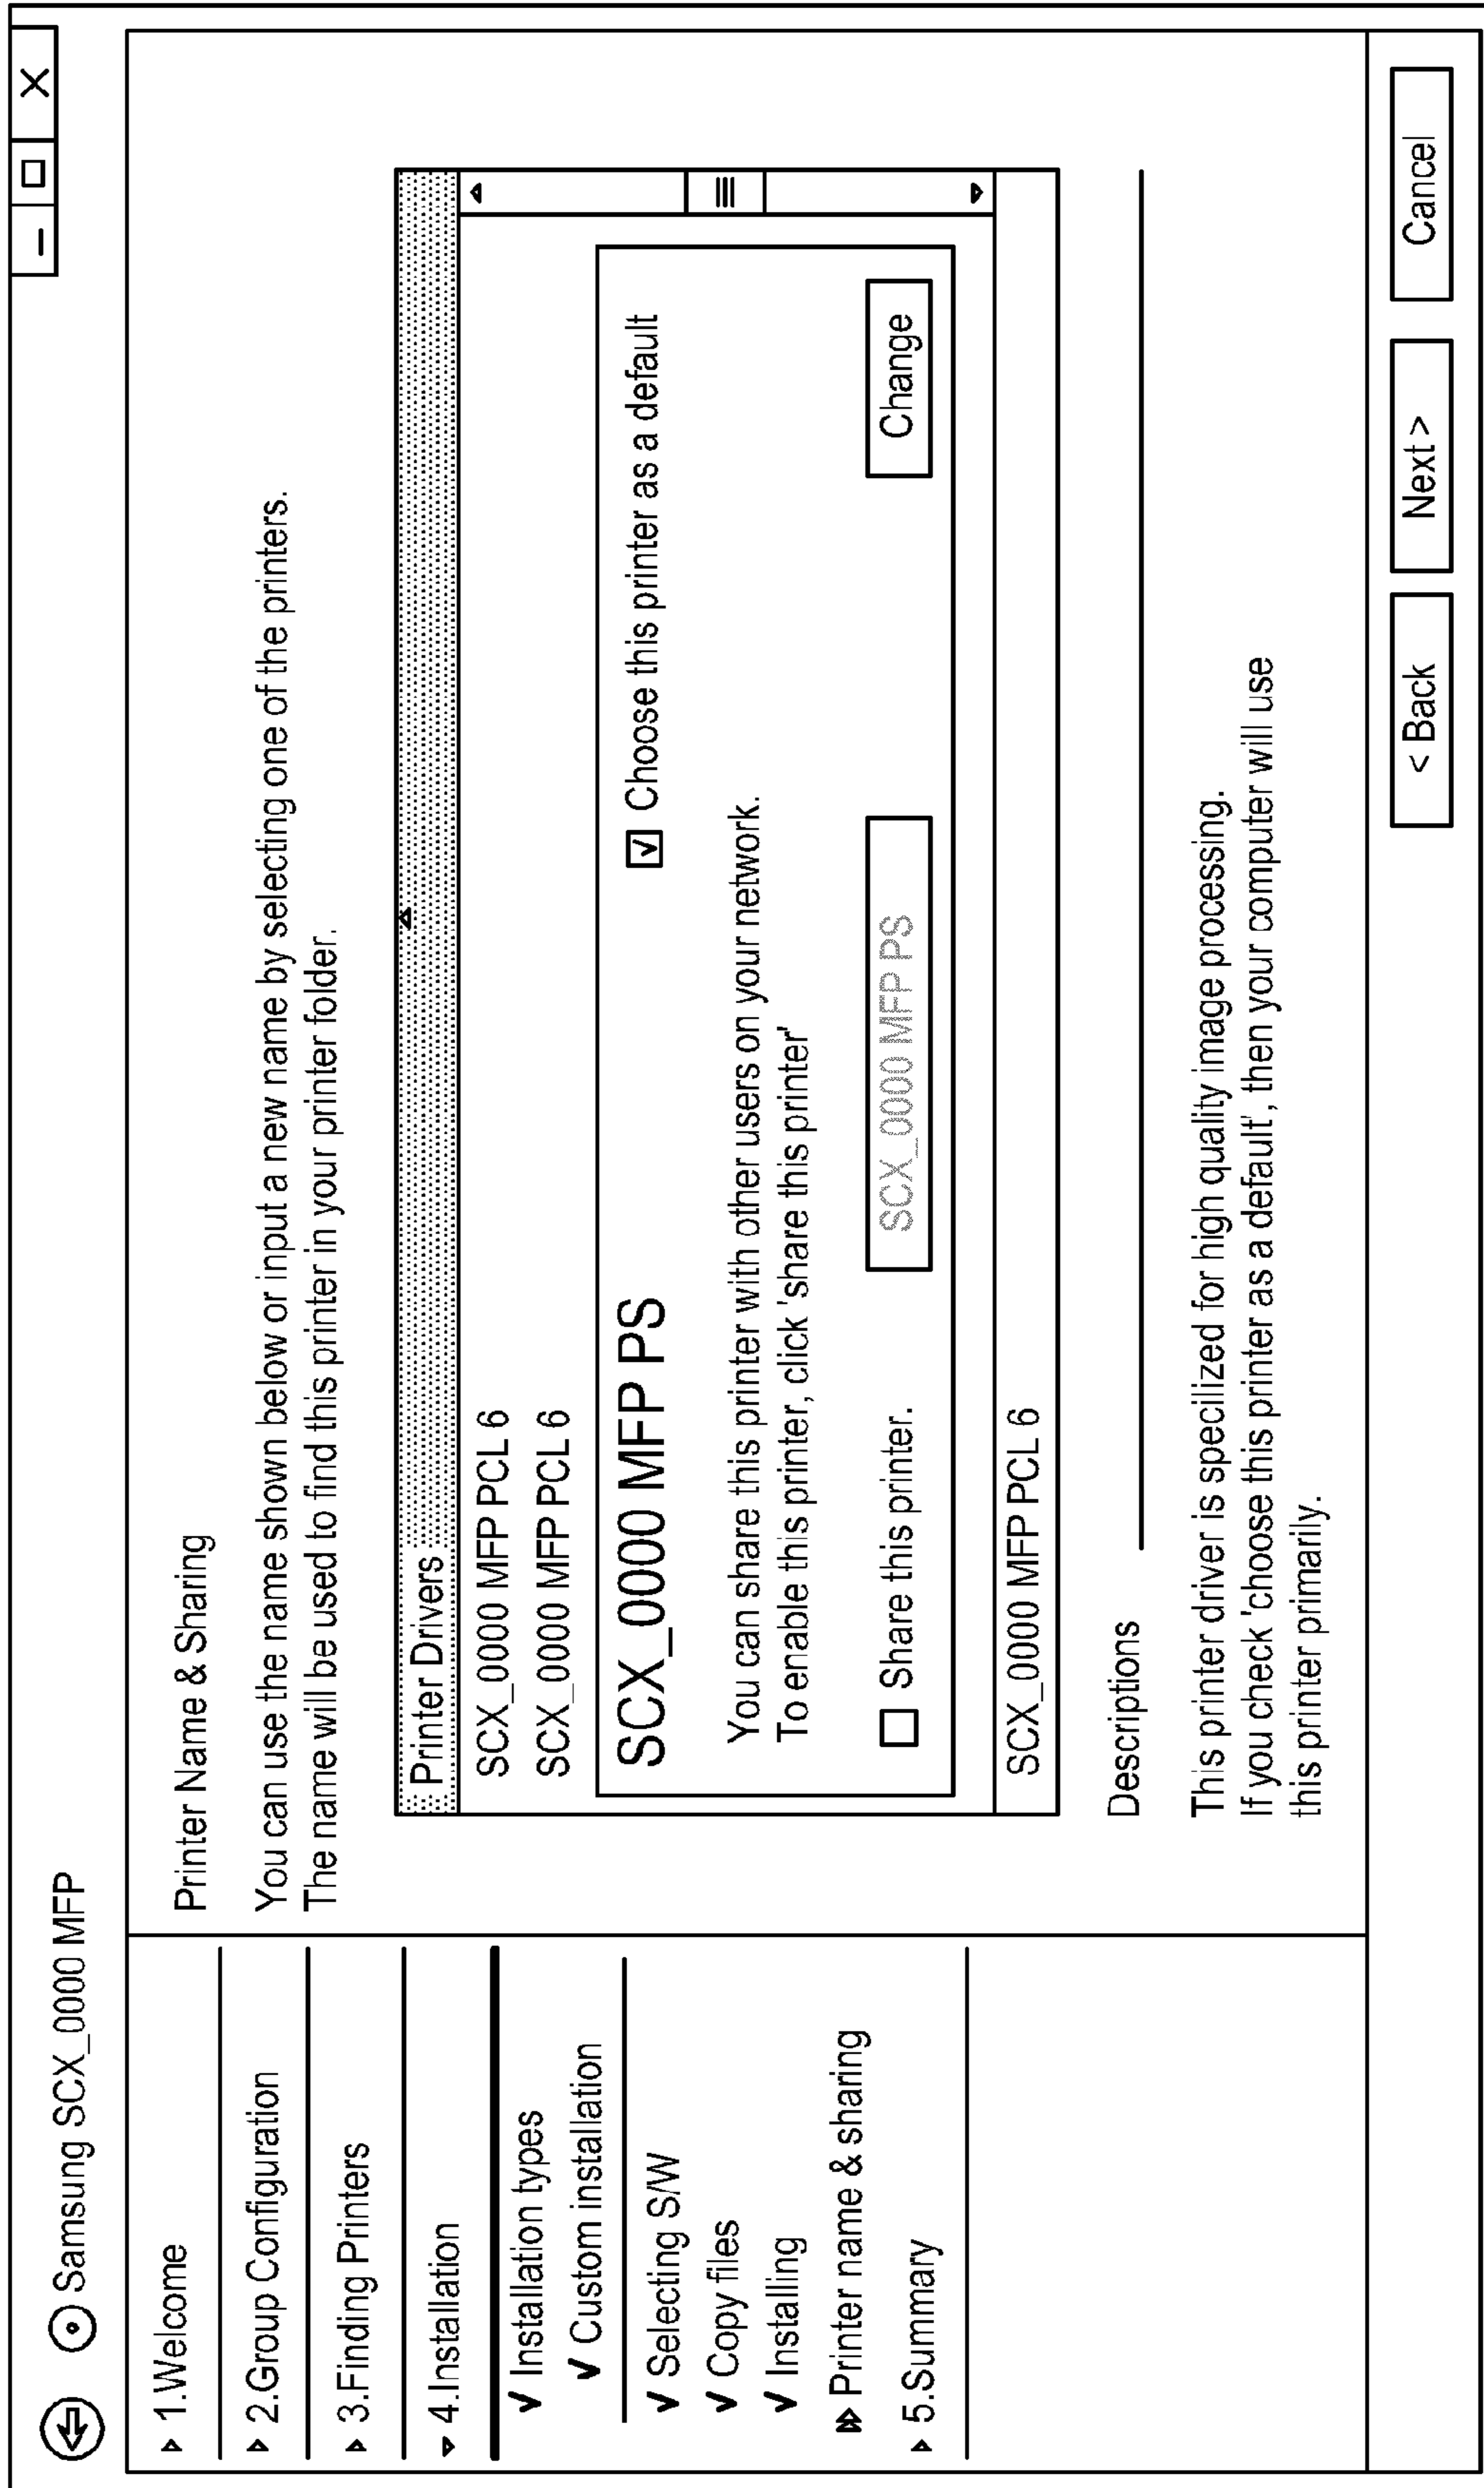 Samsung SCX_0000 MFP
1.Welcome
2.Group Configuration
3.Finding Printers
4.Installation
Installation types
Custom installation
Selecting S/W
Copy files
Installing
Printer name & sharing
5.Summary
Printer Name & Sharing
You can use the name shown below or input a new name by selecting one of the printers.
The name will be used to find this printer in your printer folder.
Printer Drivers
SCX_0000 MFP PCL 6
SCX_0000 MFP PCL 6
SCX_0000 MFP PS
Choose this printer as a default
You can share this printer with other users on your network.
To enable this printer, click 'share this printer'
Share this printer.
SCX_0000 MFP PS
Change
SCX_0000 MFP PCL 6
Descriptions
This printer driver is specilized for high quality image processing.
If you check 'choose this printer as a default', then your computer will use
this printer primarily.
< Back
Next >
Cancel